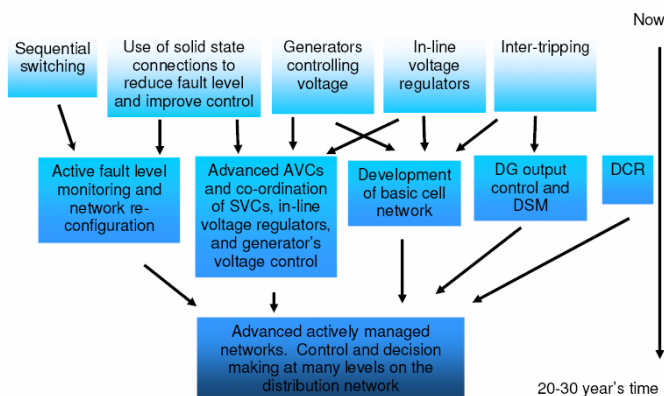 Now
Sequential
switching
Use of solid state
connections to
reduce fault level
and improve control
Generators
controlling
voltage
In-line
voltage
regulators
Inter-tripping
Active fault level
monitoring and
network re-
configuration
Advanced AVCs
and co-ordination
of SVCs, in-line
voltage regulators,
and generator's
voltage control
Development
of basic cell
network
DG output
control and
DSM
DCR
Advanced actively managed
networks. Control and decision
making at many levels on the
distribution network
20-30 year's time